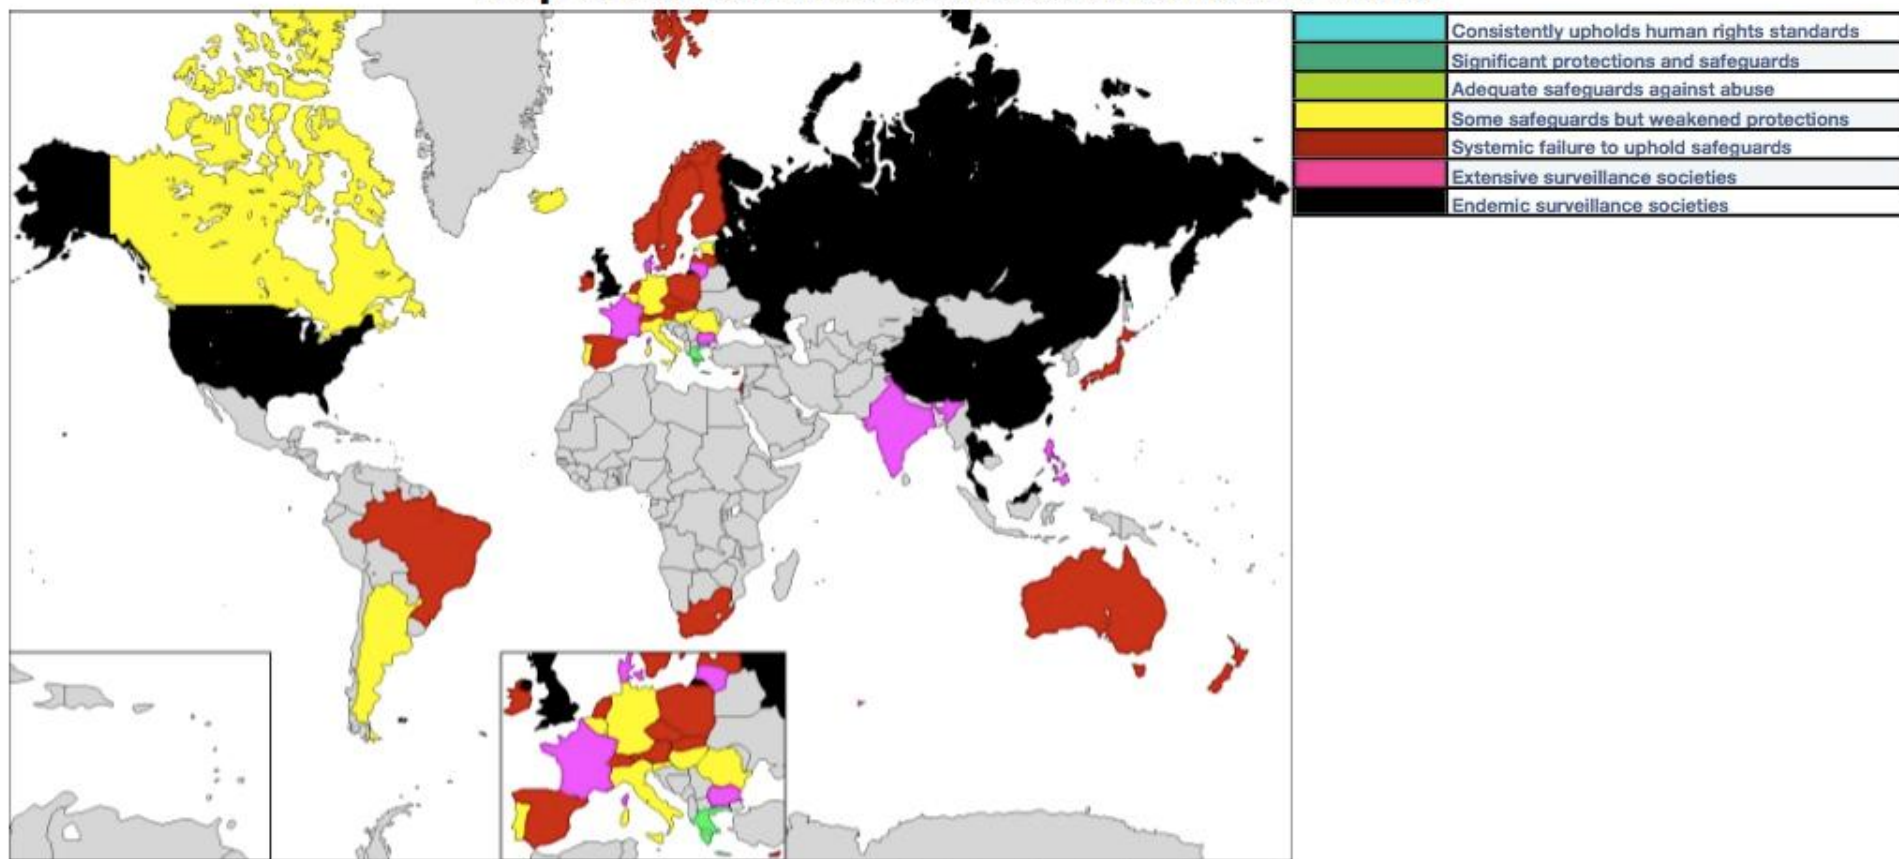 Consistently upholds human rights standards
Significant protections and safeguards
Adequate safeguards against abuse
Some safeguards but weakened protections
Systemic failure to uphold safeguards
Extensive surveillance societies
Endemic surveillance societies